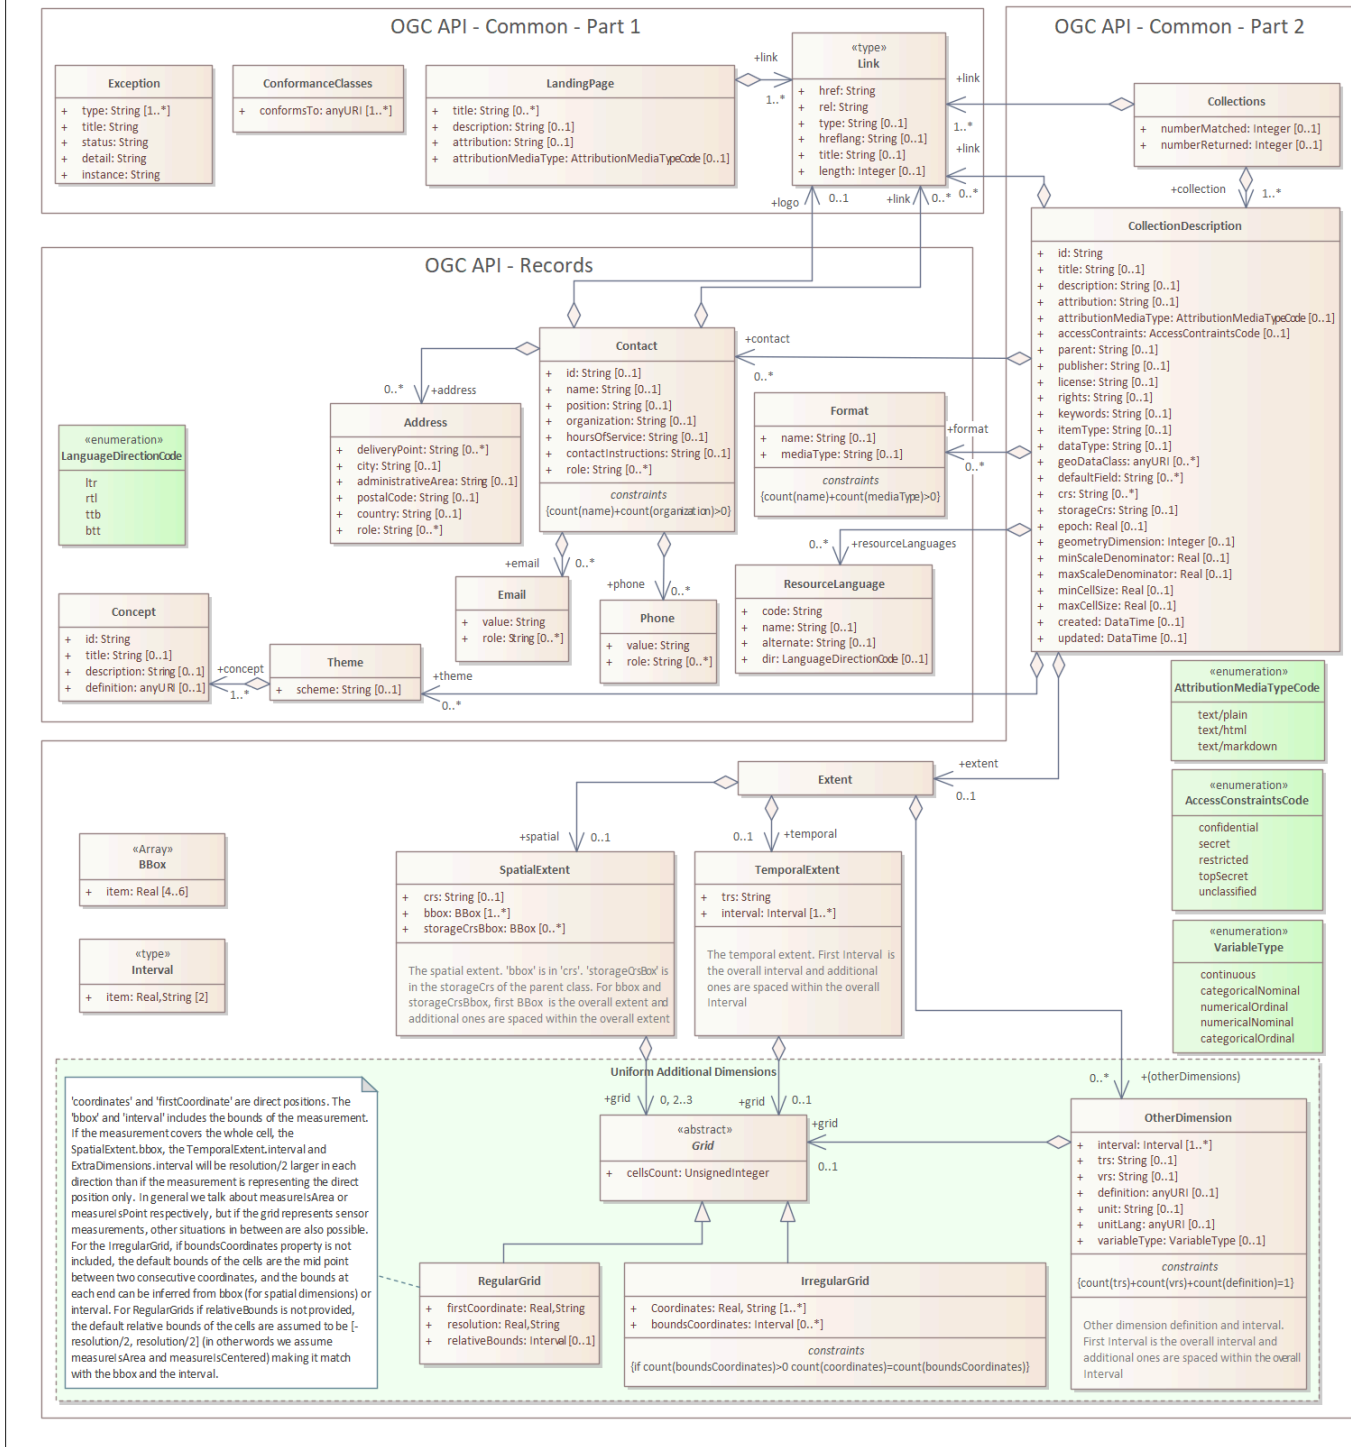 OGC API - Common - Part 1
OGC API - Common - Part 2
«type»
Link
+ href: String
+ rel: String
+ type: String [0..1]
+ hreflang: String [0..1]
+ title: String [0..1]
+ length: Integer [0..1]
Exception
+ type: String [1..*]
+ title: String
+ status: String
+ detail: String
+ instance: String
ConformanceClasses
+ conformsTo: anyURI [1..*]
LandingPage
+ title: String [0..*]
+ description: String [0..1]
+ attribution: String [0..1]
+ attributionMediaType: AttributionMediaTypeCode [0..1]
+link
1..*
+link
1..*
+link
0..*
+logo
0..1
+link
0..*
Collections
+ numberMatched: Integer [0..1]
+ numberReturned: Integer [0..1]
+collection
1..*
CollectionDescription
+ id: String
+ title: String [0..1]
+ description: String [0..1]
+ attribution: String [0..1]
+ attributionMediaType: AttributionMediaTypeCode [0..1]
+ accessContraints: AccessContraintsCode [0..1]
+ parent: String [0..1]
+ publisher: String [0..1]
+ license: String [0..1]
+ rights: String [0..1]
+ keywords: String [0..1]
+ itemType: String [0..1]
+ dataType: String [0..1]
+ geoDataClass: anyURI [0..*]
+ defaultField: String [0..*]
+ crs: String [0..*]
+ storageCrs: String [0..1]
+ epoch: Real [0..1]
+ geometryDimension: Integer [0..1]
+ minScaleDenominator: Real [0..1]
+ maxScaleDenominator: Real [0..1]
+ minCellSize: Real [0..1]
+ maxCellSize: Real [0..1]
+ created: DataTime [0..1]
+ updated: DataTime [0..1]
OGC API - Records
Contact
+ id: String [0..1]
+ name: String [0..1]
+ position: String [0..1]
+ organization: String [0..1]
+ hoursOfService: String [0..1]
+ contactInstructions: String [0..1]
+ role: String [0..*]
constraints
{count(name)+count(organization)>0}
+contact
0..*
0..*
+address
Address
+ deliveryPoint: String [0..*]
+ city: String [0..1]
+ administrativeArea: String [0..1]
+ postalCode: String [0..1]
+ country: String [0..1]
+ role: String [0..*]
Format
+ name: String [0..1]
+ mediaType: String [0..1]
constraints
{count(name)+count(mediaType)>0}
+format
0..*
«enumeration»
LanguageDirectionCode
ltr
rtl
ttb
btt
+email
0..*
+phone
0..*
0..*
+resourceLanguages
Email
+ value: String
+ role: String [0..*]
Phone
+ value: String
+ role: String [0..*]
ResourceLanguage
+ code: String
+ name: String [0..1]
+ alternate: String [0..1]
+ dir: LanguageDirectionCode [0..1]
Concept
+ id: String
+ title: String [0..1]
+ description: String [0..1]
+ definition: anyURI [0..1]
+concept
1..*
Theme
+ scheme: String [0..1]
+theme
0..*
«enumeration»
AttributionMediaTypeCode
text/plain
text/html
text/markdown
Extent
+extent
0..1
«enumeration»
AccessConstraintsCode
confidential
secret
restricted
topSecret
unclassified
+spatial
0..1
0..1
+temporal
«Array»
BBox
+ item: Real [4..6]
«type»
Interval
+ item: Real,String [2]
SpatialExtent
+ crs: String [0..1]
+ bbox: BBox [1..*]
+ storageCrsBbox: BBox [0..*]
The spatial extent. 'bbox' is in 'crs'. 'storageCrsBox' is
in the storageCrs of the parent class. For bbox and
storageCrsBbox, first BBox is the overall extent and
additional ones are spaced within the overall extent
TemporalExtent
+ trs: String
+ interval: Interval [1..*]
The temporal extent. First Interval is
the overall interval and additional
ones are spaced within the overall
Interval
«enumeration»
VariableType
continuous
categoricalNominal
numericalOrdinal
numericalNominal
categoricalOrdinal
Uniform Additional Dimensions
+grid
0, 2..3
+grid
0..1
0..*
+(otherDimensions)
'coordinates' and 'firstCoordinate' are direct positions. The
'bbox' and 'interval' includes the bounds of the measurement.
If the measurement covers the whole cell, the
SpatialExtent.bbox, the TemporalExtent.interval and
ExtraDimensions.interval will be resolution/2 larger in each
direction than if the measurement is representing the direct
position only. In general we talk about measureIsArea or
measureIsPoint respectively, but if the grid represents sensor
measurements, other situations in between are also possible.
For the IrregularGrid, if boundsCoordinates property is not
included, the default bounds of the cells are the mid point
between two consecutive coordinates, and the bounds at
each end can be inferred from bbox (for spatial dimensions) or
interval. For RegularGrids if relativeBounds is not provided,
the default relative bounds of the cells are assumed to be [-
resolution/2, resolution/2] (in other words we assume
measureIsArea and measureIsCentered) making it match
with the bbox and the interval.
«abstract»
Grid
+ cellsCount: UnsignedInteger
+grid
0..1
OtherDimension
+ interval: Interval [1..*]
+ trs: String [0..1]
+ vrs: String [0..1]
+ definition: anyURI [0..1]
+ unit: String [0..1]
+ unitLang: anyURI [0..1]
+ variableType: VariableType [0..1]
constraints
{count(trs)+count(vrs)+count(definition)=1}
Other dimension definition and interval.
First Interval is the overall interval and
additional ones are spaced within the overall
Interval
RegularGrid
+ firstCoordinate: Real,String
+ resolution: Real,String
+ relativeBounds: Interval [0..1]
IrregularGrid
+ Coordinates: Real, String [1..*]
+ boundsCoordinates: Interval [0..*]
constraints
{if count(boundsCoordinates)>0 count(coordinates)=count(boundsCoordinates)}